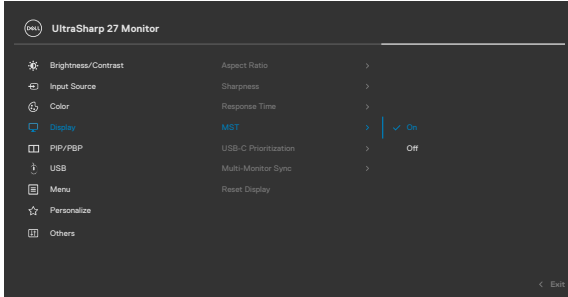 DELL UltraSharp 27 Monitor
Brightness/Contrast Aspect Ratio >
Input Source Sharpness >
Color Response Time >
Display MST > ✓ On
PIP/PBP USB-C Prioritization > Off
USB Multi-Monitor Sync >
Menu Reset Display
Personalize
Others
< Exit